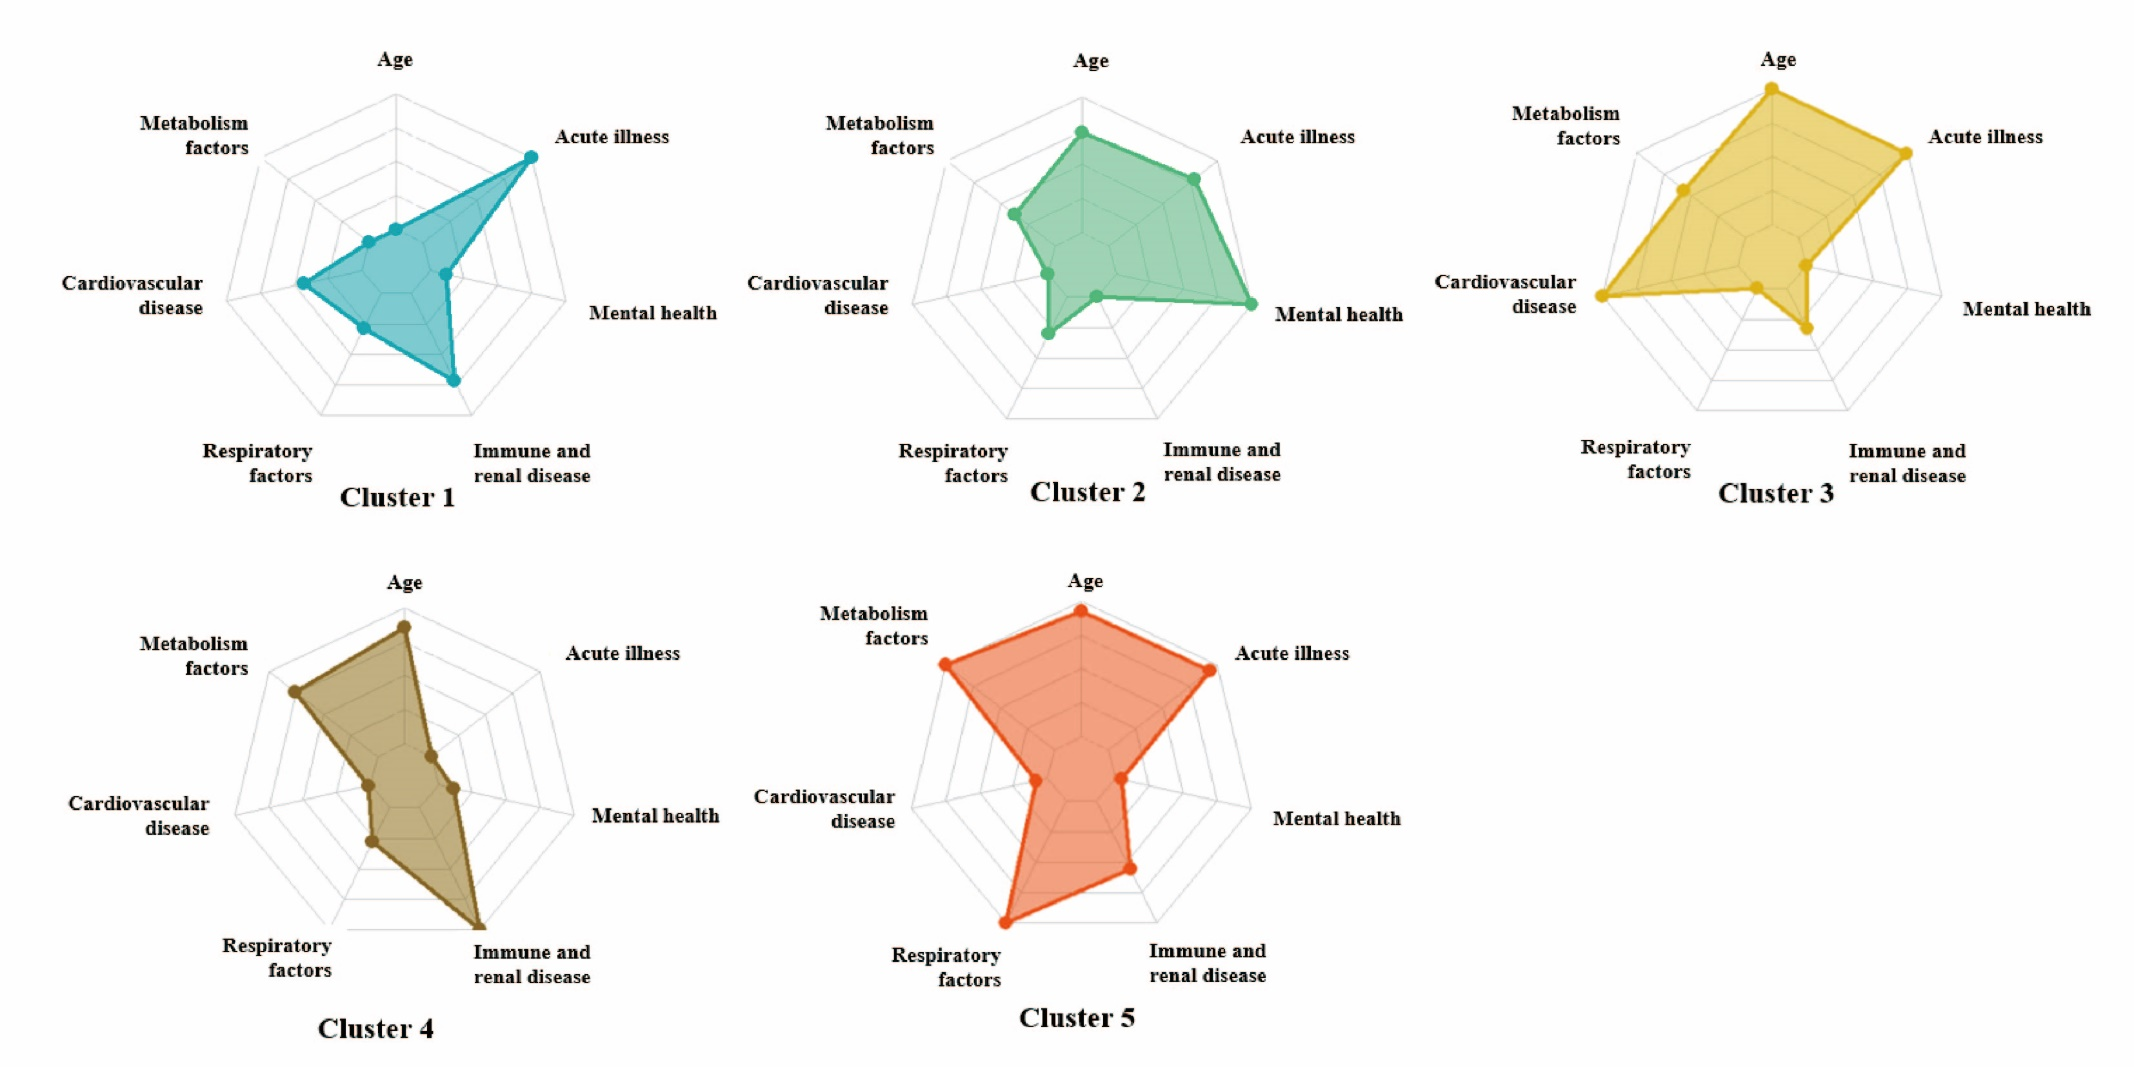 Age
Metabolism
factors
Acute illness
Cardiovascular
disease
Mental health
Respiratory
factors
Immune and
renal disease
Cluster 1
Age
Metabolism
factors
Acute illness
Cardiovascular
disease
Mental health
Respiratory
factors
Immune and
renal disease
Cluster 2
Age
Metabolism
factors
Acute illness
Cardiovascular
disease
Mental health
Respiratory
factors
Immune and
renal disease
Cluster 3
Age
Metabolism
factors
Acute illness
Cardiovascular
disease
Mental health
Respiratory
factors
Immune and
renal disease
Cluster 4
Age
Metabolism
factors
Acute illness
Cardiovascular
disease
Mental health
Respiratory
factors
Immune and
renal disease
Cluster 5